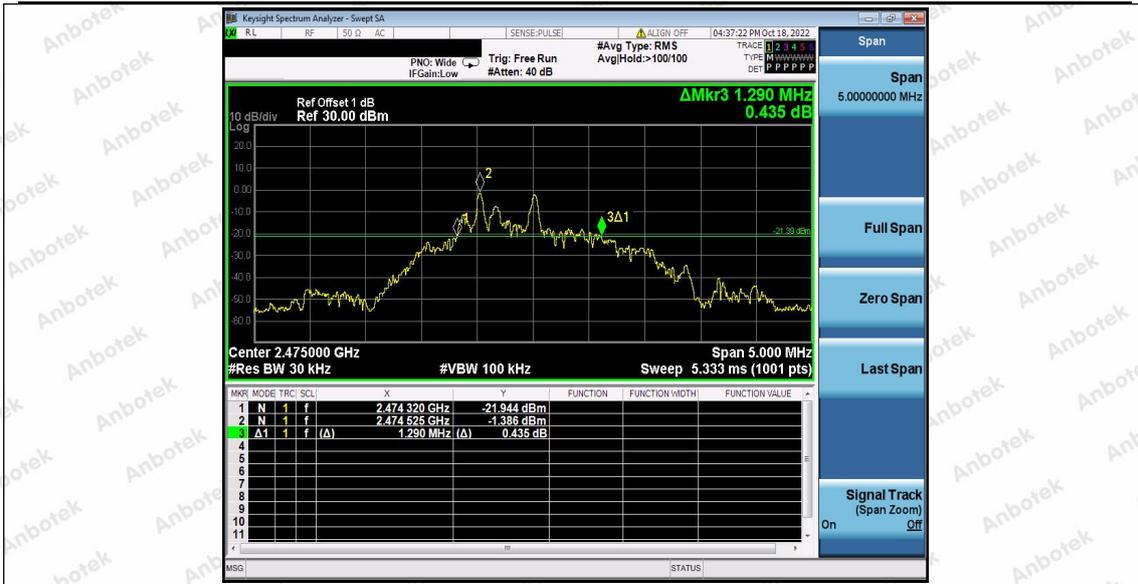 Keysight Spectrum Analyzer - Swept SA
RL RF 50 Ω AC SENSE:PULSE ALIGN OFF 04:37:22 PM Oct 18, 2022
PNO: Wide
IFGain:Low
Trig: Free Run
#Atten: 40 dB
#Avg Type: RMS
Avg|Hold:>100/100
TRACE 1 2 3 4 5 6
TYPE M W W W W W
DET P P P P P P
ΔMkr3 1.290 MHz
0.435 dB
Ref Offset 1 dB
10 dB/div Ref 30.00 dBm
Log
20.0
10.0
0.00
-10.0
-20.0
-30.0
-40.0
-50.0
-60.0
2
3Δ1
-21.39 dBm
Center 2.475000 GHz Span 5.000 MHz
#Res BW 30 kHz #VBW 100 kHz Sweep 5.333 ms (1001 pts)
MKR MODE TRC SCL X Y FUNCTION FUNCTION WIDTH FUNCTION VALUE
1 N 1 f 2.474 320 GHz -21.944 dBm
2 N 1 f 2.474 525 GHz -1.386 dBm
3 Δ1 1 f (Δ) 1.290 MHz (Δ) 0.435 dB
4
5
6
7
8
9
10
11
MSG STATUS
Span
Span
5.00000000 MHz
Full Span
Zero Span
Last Span
Signal Track
(Span Zoom)
On Off
Anbotek